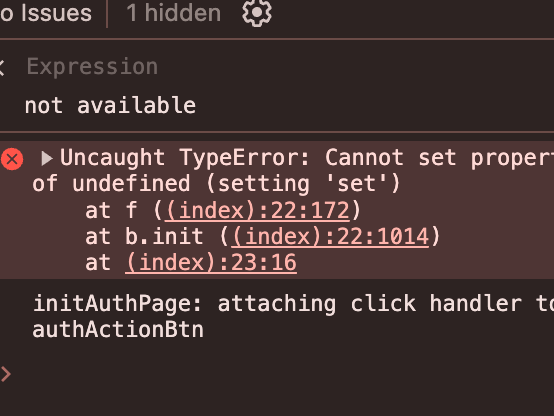 o Issues 1 hidden
Expression
not available
Uncaught TypeError: Cannot set propert
of undefined (setting 'set')
at f ((index):22:172)
at b.init ((index):22:1014)
at (index):23:16
initAuthPage: attaching click handler to
authActionBtn